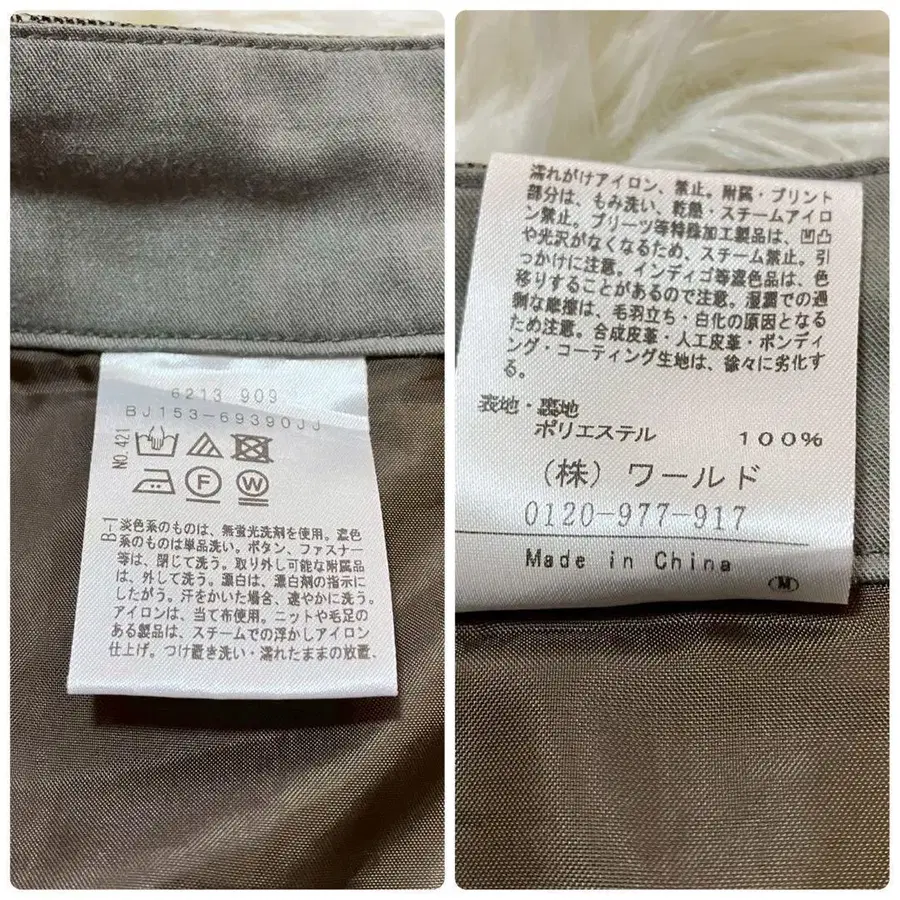 6213 909
BJ153-69390JJ
NO.421
F
W
B-1
淡色系のものは、無蛍光洗剤を使用。濃色
系のものは単品洗い。ボタン、ファスナー
等は、閉じて洗う。取り外し可能な附属品
は、外して洗う。漂白は、漂白剤の指示に
したがう。汗をかいた場合、速やかに洗う。
アイロンは、当て布使用。ニットや毛足の
ある製品は、スチームでの浮かしアイロン
仕上げ。つけ置き洗い・濡れたままの放置、
濡れがけアイロン、禁止。附属・プリント
部分は、もみ洗い、乾熱・スチームアイロ
ン禁止。プリーツ等特殊加工製品は、凹凸
や光沢がなくなるため、スチーム禁止。引
っかけに注意。インディゴ等濃色品は、色
移りすることがあるので注意。湿潤での過
剰な摩擦は、毛羽立ち・白化の原因となる
ため注意。合成皮革・人工皮革・ボンディ
ング・コーティング生地は、徐々に劣化す
る。
表地・裏地
ポリエステル 100%
(株) ワールド
0120-977-917
Made in China
M